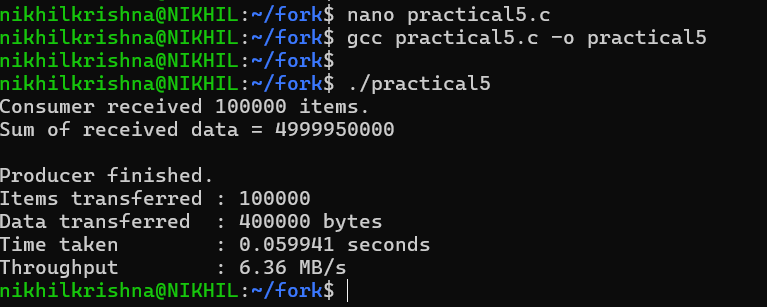 nikhilkrishna@NIKHIL:~/fork$ nano practical5.c
nikhilkrishna@NIKHIL:~/fork$ gcc practical5.c -o practical5
nikhilkrishna@NIKHIL:~/fork$
nikhilkrishna@NIKHIL:~/fork$ ./practical5
Consumer received 100000 items.
Sum of received data = 4999950000

Producer finished.
Items transferred : 100000
Data transferred  : 400000 bytes
Time taken        : 0.059941 seconds
Throughput        : 6.36 MB/s
nikhilkrishna@NIKHIL:~/fork$